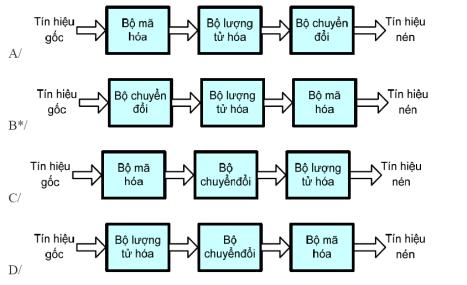 Tín hiệu gốc
Bộ mã hóa
Bộ lượng tử hóa
Bộ chuyển đổi
Tín hiệu nén
A/
Tín hiệu gốc
Bộ chuyển đổi
Bộ lượng tử hóa
Bộ mã hóa
Tín hiệu nén
B*/
Tín hiệu gốc
Bộ mã hóa
Bộ chuyểnđổi
Bộ lượng tử hóa
Tín hiệu nén
C/
Tín hiệu gốc
Bộ lượng tử hóa
Bộ chuyểnđổi
Bộ mã hóa
Tín hiệu nén
D/